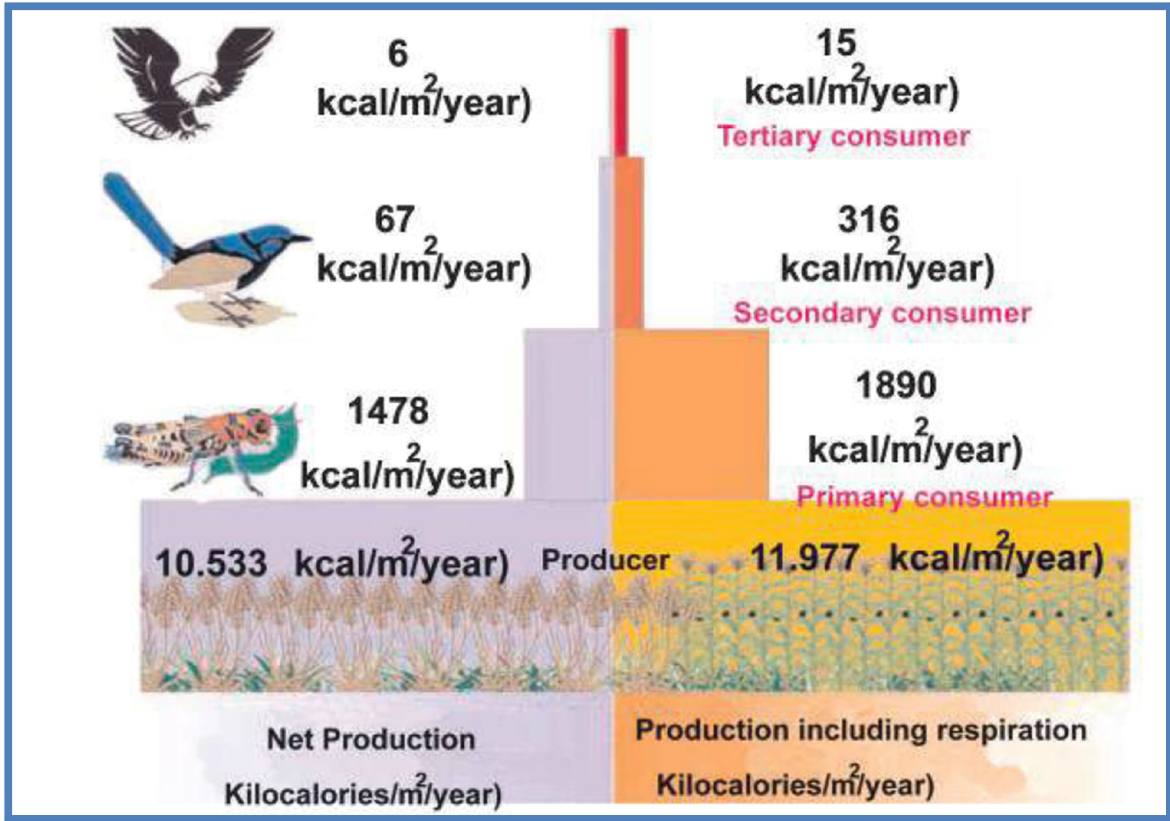 6
kcal/m²/year)
15
kcal/m²/year)
Tertiary consumer
67
kcal/m²/year)
316
kcal/m²/year)
Secondary consumer
1478
kcal/m²/year)
1890
kcal/m²/year)
Primary consumer
10.533 kcal/m²/year) Producer 11.977 kcal/m²/year)
Net Production
Kilocalories/m²/year)
Production including respiration
Kilocalories/m²/year)